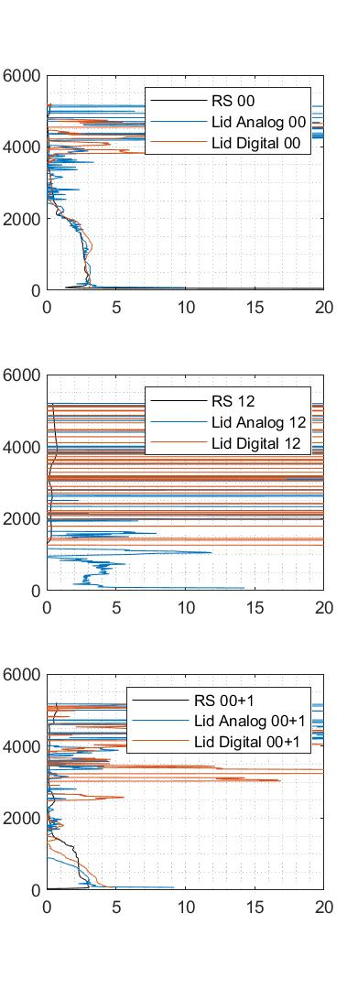 6000
RS 00
Lid Analog 00
Lid Digital 00
4000
2000
0
0 5 10 15 20
6000
RS 12
Lid Analog 12
Lid Digital 12
4000
2000
0
0 5 10 15 20
6000
RS 00+1
Lid Analog 00+1
Lid Digital 00+1
4000
2000
0
0 5 10 15 20